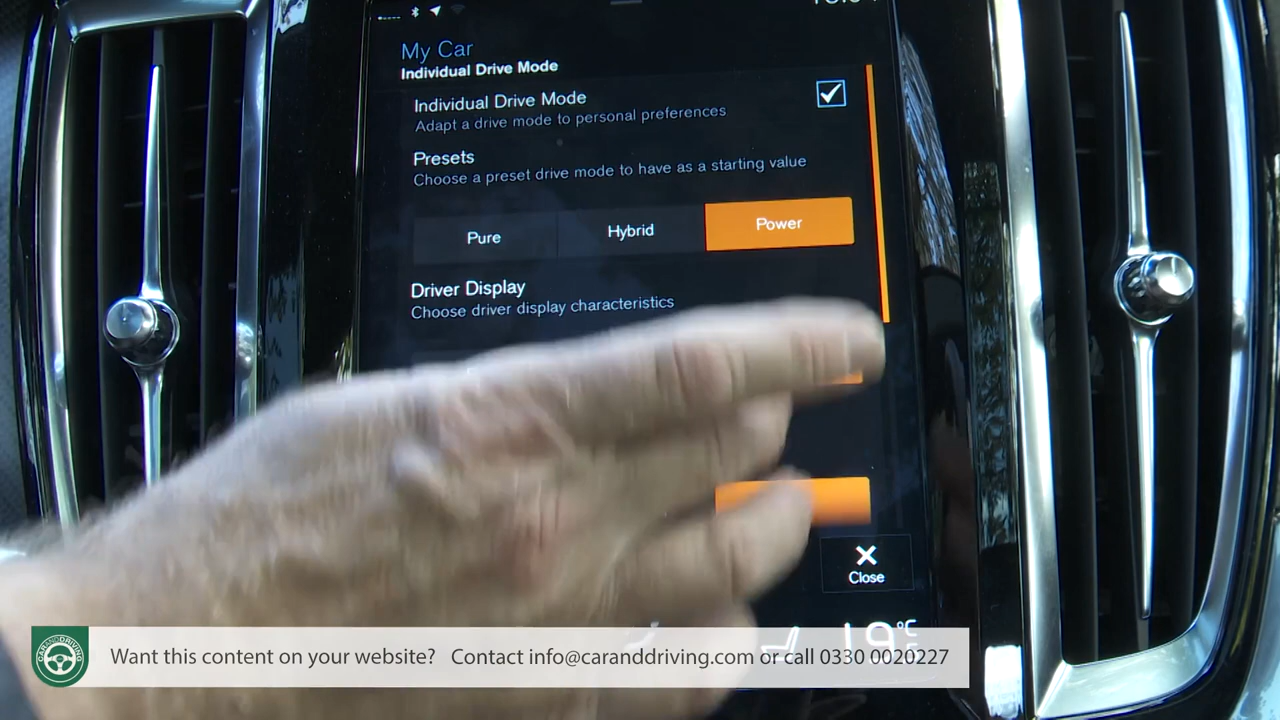 My Car
Individual Drive Mode
Individual Drive Mode
Adapt a drive mode to personal preferences
Presets
Choose a preset drive mode to have as a starting value
Pure
Hybrid
Power
Driver Display
Choose driver display characteristics
Close
19°C
CARANDDRIVING
Want this content on your website? Contact info@caranddriving.com or call 0330 0020227